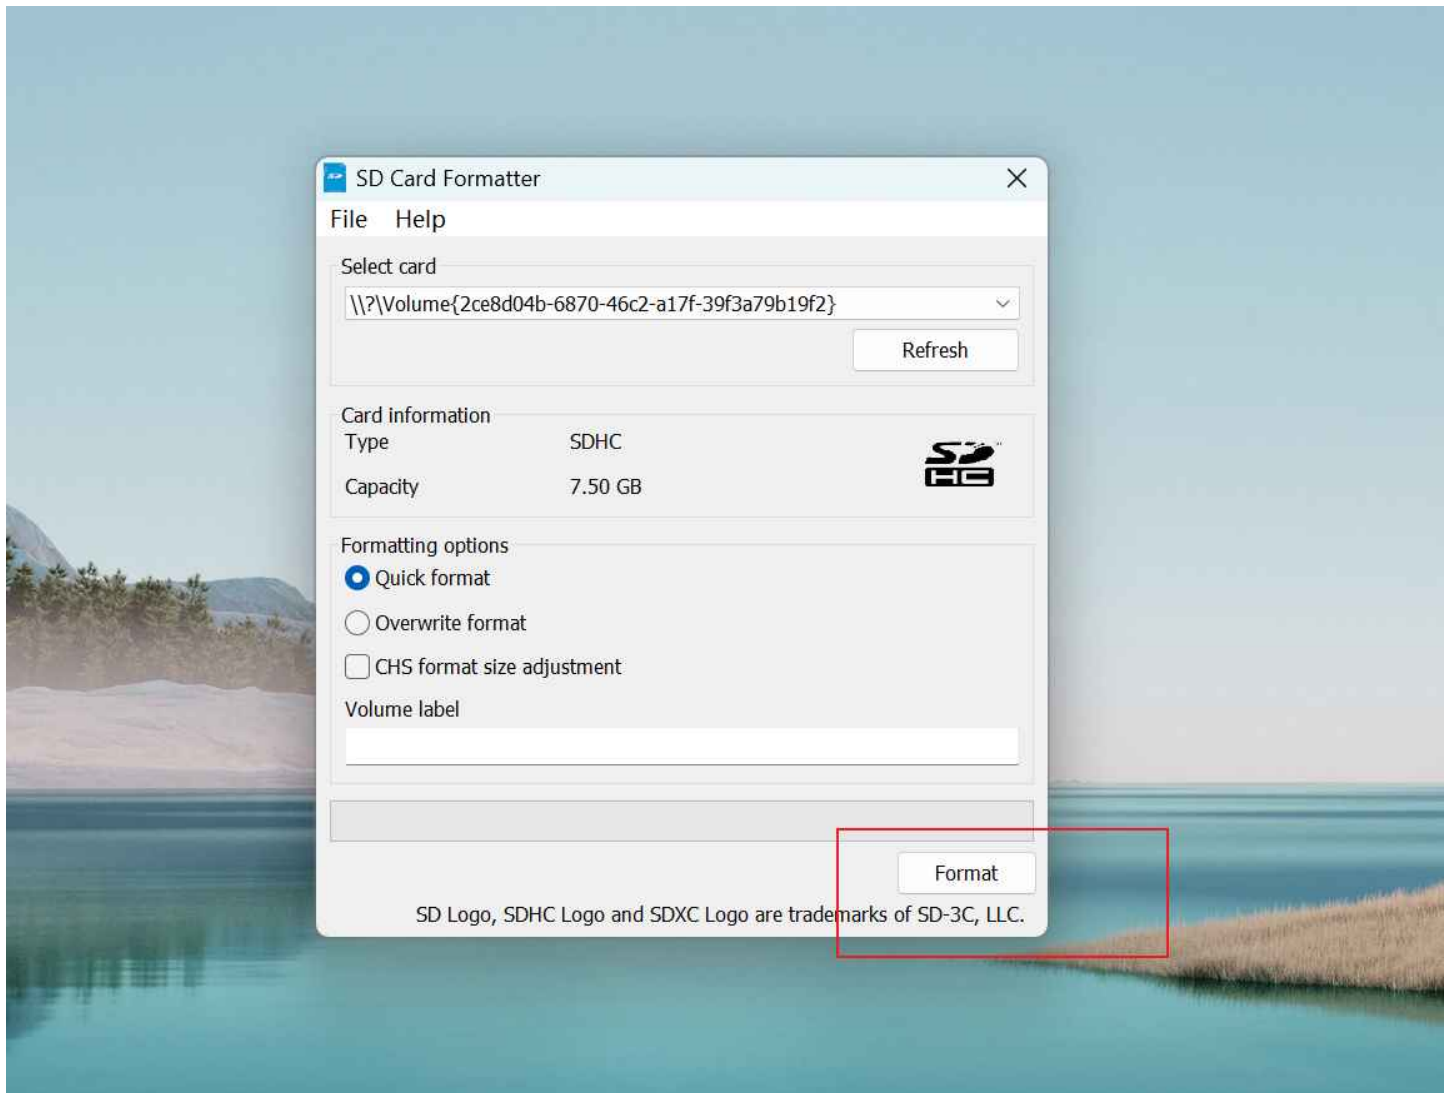 SD Card Formatter
File Help
Select card
\\?\Volume{2ce8d04b-6870-46c2-a17f-39f3a79b19f2}
Refresh
Card information
Type SDHC
SD
HC
Capacity 7.50 GB
Formatting options
Quick format
Overwrite format
CHS format size adjustment
Volume label
Format
SD Logo, SDHC Logo and SDXC Logo are trademarks of SD-3C, LLC.